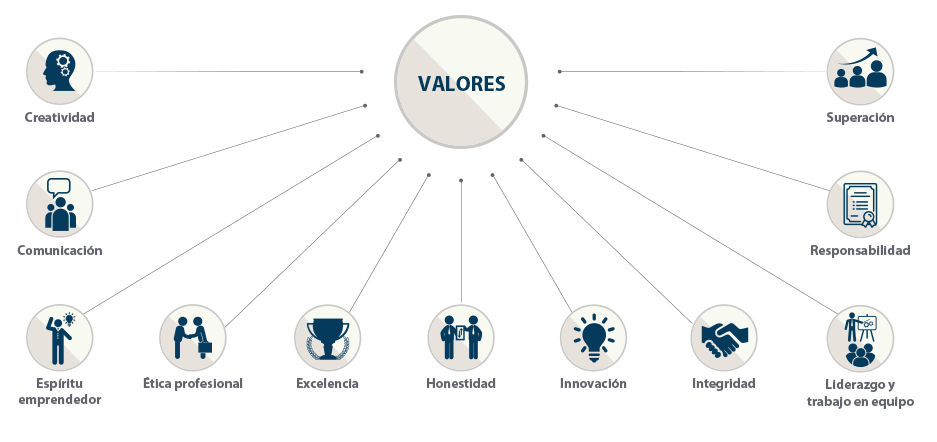 VALORES
Creatividad
Superación
Comunicación
Responsabilidad
Espíritu
emprendedor
Ética profesional
Excelencia
Honestidad
Innovación
Integridad
Liderazgo y
trabajo en equipo